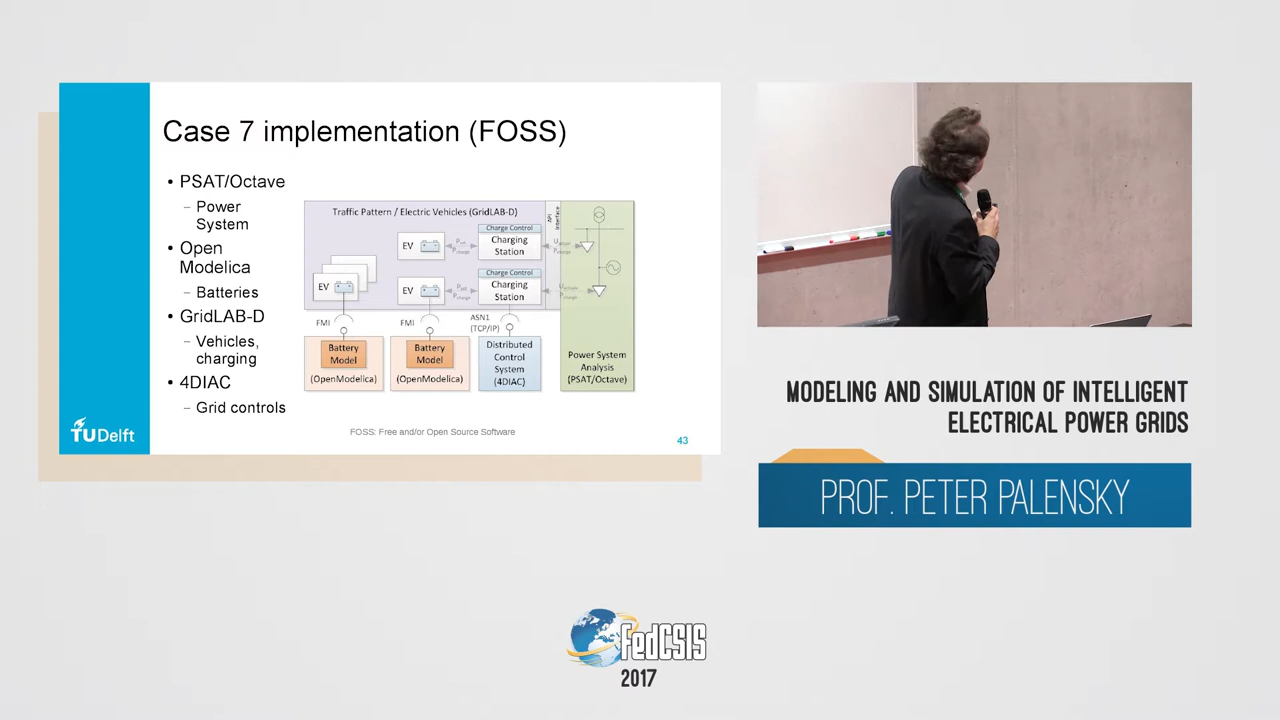 Case 7 implementation (FOSS)
• PSAT/Octave
– Power
System
• Open
Modelica
– Batteries
• GridLAB-D
– Vehicles,
charging
• 4DIAC
– Grid controls
Traffic Pattern / Electric Vehicles (GridLAB-D)
API
Interface
EV
Charge Control
Charging
Station
EV
EV
Charge Control
Charging
Station
FMI
FMI
ASN1
(TCP/IP)
Battery
Model
(OpenModelica)
Battery
Model
(OpenModelica)
Distributed
Control
System
(4DIAC)
Power System
Analysis
(PSAT/Octave)
FOSS: Free and/or Open Source Software
43
TUDelft
MODELING AND SIMULATION OF INTELLIGENT
ELECTRICAL POWER GRIDS
PROF. PETER PALENSKY
FedCSIS
2017